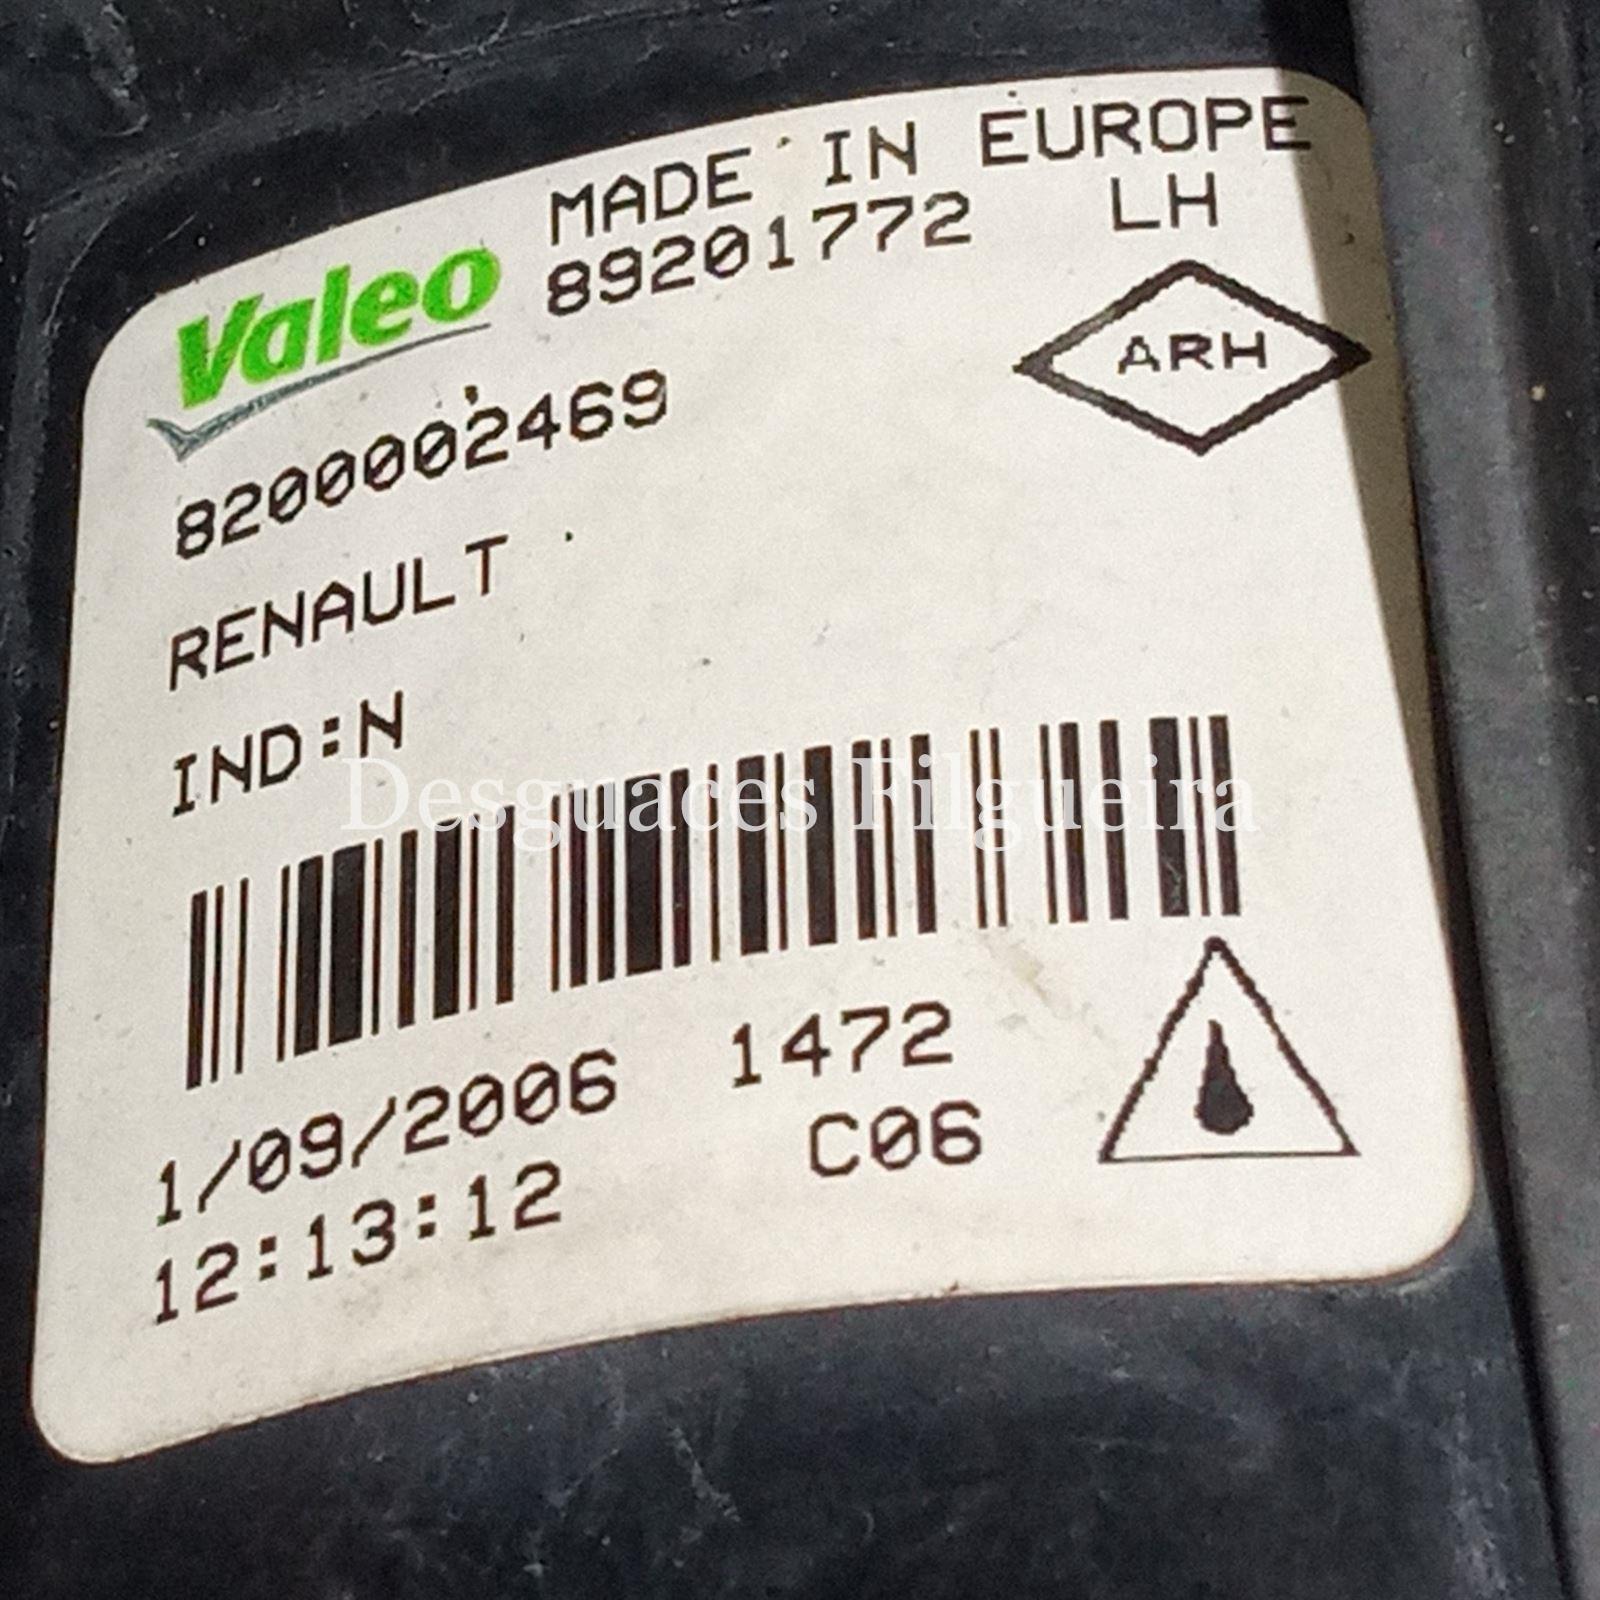 MADE IN EUROPE
Valeo 89201772 LH
ARH
8200002469
RENAULT
IND:N
Desguaces Filgueira
1/09/2006 1472
12:13:12 C06